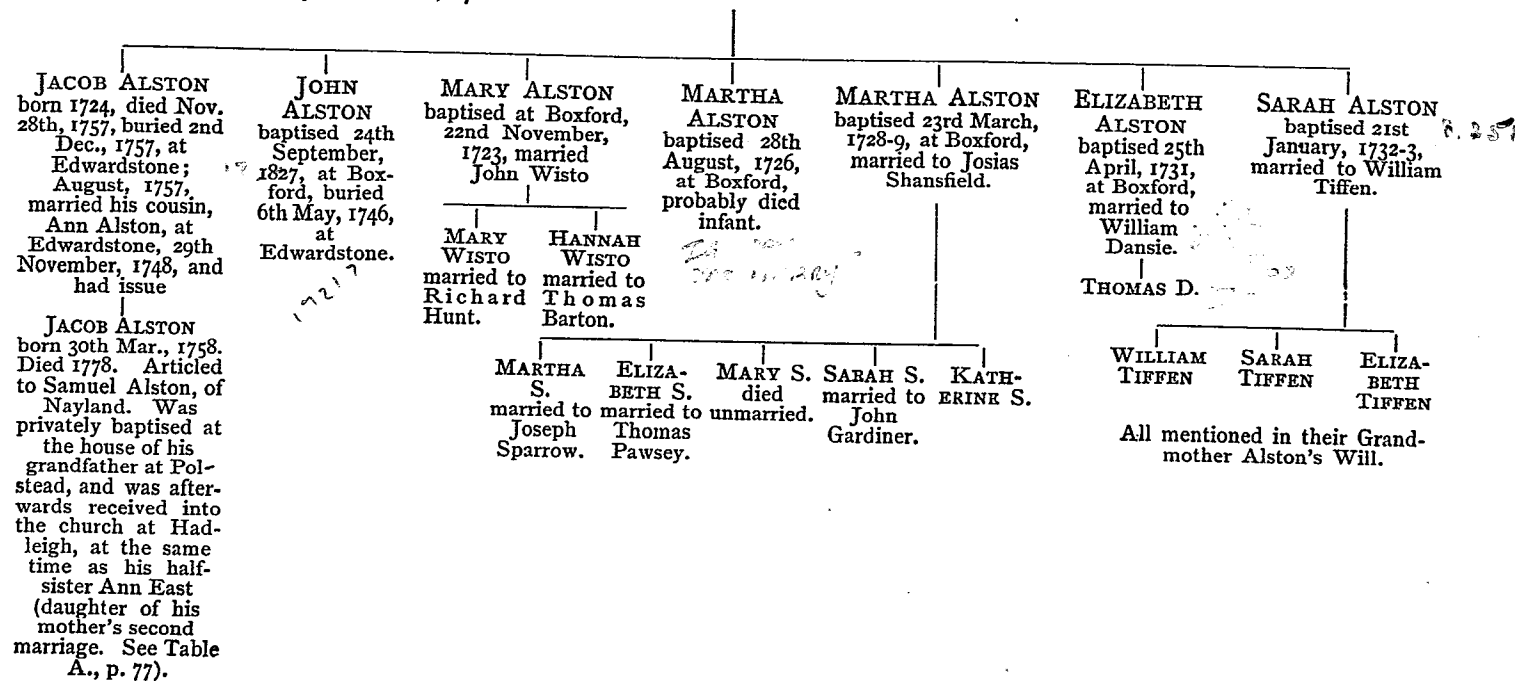 JACOB ALSTON
born 1724, died Nov.
28th, 1757, buried 2nd
Dec., 1757, at
Edwardstone;
August, 1757,
married his cousin,
Ann Alston, at
Edwardstone, 29th
November, 1748, and
had issue
JACOB ALSTON
born 30th Mar., 1758.
Died 1778. Articled
to Samuel Alston, of
Nayland. Was
privately baptised at
the house of his
grandfather at Pol-
stead, and was after-
wards received into
the church at Had-
leigh, at the same
time as his half-
sister Ann East
(daughter of his
mother's second
marriage. See Table
A., p. 77).
JOHN
ALSTON
baptised 24th
September,
1827, at Box-
ford, buried
6th May, 1746,
at
Edwardstone.
1727
MARY ALSTON
baptised at Boxford,
22nd November,
1723, married
John Wisto
MARY
WISTO
married to
Richard
Hunt.
HANNAH
WISTO
married to
Thomas
Barton.
MARTHA
ALSTON
baptised 28th
August, 1726,
at Boxford,
probably died
infant.
MARTHA ALSTON
baptised 23rd March,
1728-9, at Boxford,
married to Josias
Shansfield.
MARTHA
S.
married to
Joseph
Sparrow.
ELIZA-
BETH S.
married to
Thomas
Pawsey.
MARY S.
died
unmarried.
SARAH S.
married to
John
Gardiner.
KATH-
ERINE S.
ELIZABETH
ALSTON
baptised 25th
April, 1731,
at Boxford,
married to
William
Dansie.
THOMAS D.
SARAH ALSTON
baptised 21st
January, 1732-3,
married to William
Tiffen.
WILLIAM
TIFFEN
SARAH
TIFFEN
ELIZA-
BETH
TIFFEN
All mentioned in their Grand-
mother Alston's Will.